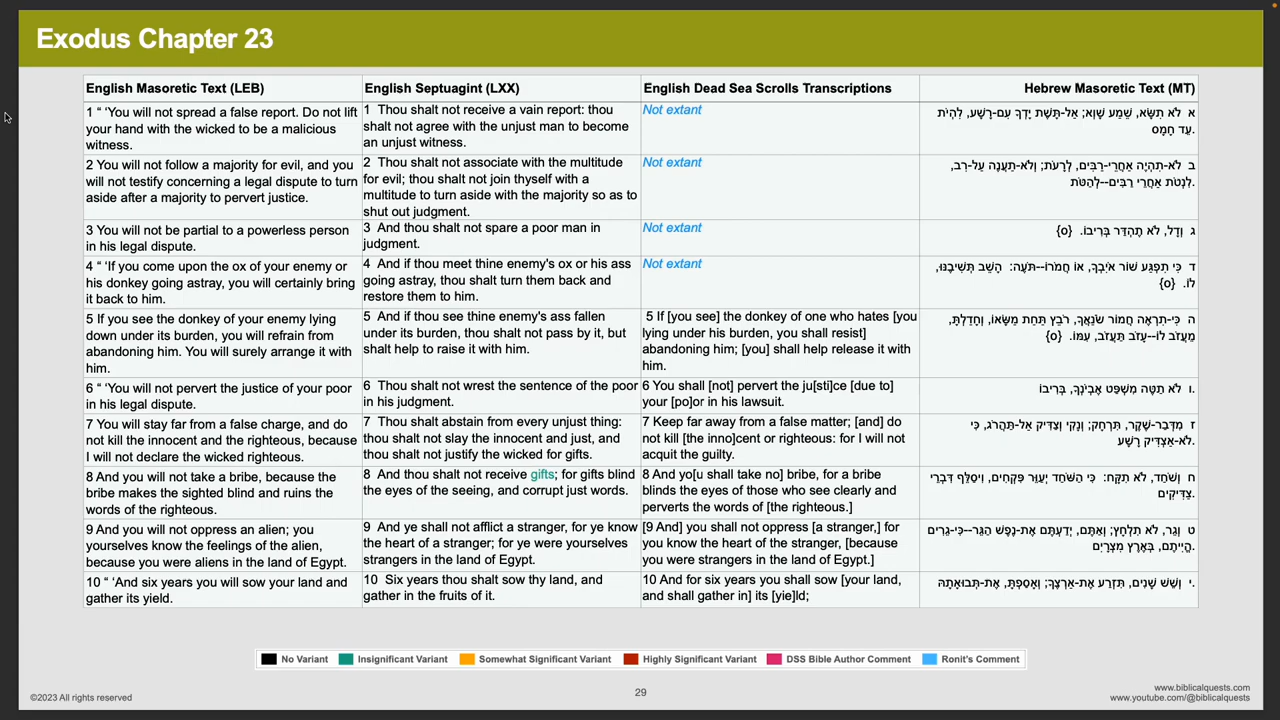 Exodus Chapter 23
English Masoretic Text (LEB)
English Septuagint (LXX)
English Dead Sea Scrolls Transcriptions
Hebrew Masoretic Text (MT)
1 “ ‘You will not spread a false report. Do not lift
your hand with the wicked to be a malicious
witness.
1 Thou shalt not receive a vain report: thou
shalt not agree with the unjust man to become
an unjust witness.
Not extant
א לֹא תִשָּׂא, שֵׁמַע שָׁוְא; אַל-תָּשֶׁת יָדְךָ עִם-רָשָׁע, לִהְיֹת
עֵד חָמָס.
2 You will not follow a majority for evil, and you
will not testify concerning a legal dispute to turn
aside after a majority to pervert justice.
2 Thou shalt not associate with the multitude
for evil; thou shalt not join thyself with a
multitude to turn aside with the majority so as to
shut out judgment.
Not extant
ב לֹא-תִהְיֶה אַחֲרֵי-רַבִּים, לְרָעֹת; וְלֹא-תַעֲנֶה עַל-רִב,
לִנְטֹת אַחֲרֵי רַבִּים--לְהַטֹּת.
3 You will not be partial to a powerless person
in his legal dispute.
3 And thou shalt not spare a poor man in
judgment.
Not extant
ג וְדָל, לֹא תֶהְדַּר בְּרִיבוֹ. {ס}
4 “ ‘If you come upon the ox of your enemy or
his donkey going astray, you will certainly bring
it back to him.
4 And if thou meet thine enemy's ox or his ass
going astray, thou shalt turn them back and
restore them to him.
Not extant
ד כִּי תִפְגַּע שׁוֹר אֹיִבְךָ, אוֹ חֲמֹרוֹ--תֹּעֶה: הָשֵׁב תְּשִׁיבֶנּוּ,
לוֹ. {ס}
5 If you see the donkey of your enemy lying
down under its burden, you will refrain from
abandoning him. You will surely arrange it with
him.
5 And if thou see thine enemy's ass fallen
under its burden, thou shalt not pass by it, but
shalt help to raise it with him.
5 If [you see] the donkey of one who hates [you
lying under his burden, you shall resist]
abandoning him; [you] shall help release it with
him.
ה כִּי-תִרְאֶה חֲמוֹר שֹׂנַאֲךָ, רֹבֵץ תַּחַת מַשָּׂאוֹ, וְחָדַלְתָּ,
מֵעֲזֹב לוֹ--עָזֹב תַּעֲזֹב, עִמּוֹ. {ס}
6 “ ‘You will not pervert the justice of your poor
in his legal dispute.
6 Thou shalt not wrest the sentence of the poor
in his judgment.
6 You shall [not] pervert the ju[sti]ce [due to]
your [po]or in his lawsuit.
ו לֹא תַטֶּה מִשְׁפַּט אֶבְיֹנְךָ, בְּרִיבוֹ.
7 You will stay far from a false charge, and do
not kill the innocent and the righteous, because
I will not declare the wicked righteous.
7 Thou shalt abstain from every unjust thing:
thou shalt not slay the innocent and just, and
thou shalt not justify the wicked for gifts.
7 Keep far away from a false matter; [and] do
not kill [the inno]cent or righteous: for I will not
acquit the guilty.
ז מִדְּבַר-שֶׁקֶר, תִּרְחָק; וְנָקִי וְצַדִּיק אַל-תַּהֲרֹג, כִּי
לֹא-אַצְדִּיק רָשָׁע.
8 And you will not take a bribe, because the
bribe makes the sighted blind and ruins the
words of the righteous.
8 And thou shalt not receive gifts; for gifts blind
the eyes of the seeing, and corrupt just words.
8 And yo[u shall take no] bribe, for a bribe
blinds the eyes of those who see clearly and
perverts the words of [the righteous.]
ח וְשֹׁחַד, לֹא תִקָּח: כִּי הַשֹּׁחַד יְעַוֵּר פִּקְחִים, וִיסַלֵּף דִּבְרֵי
צַדִּיקִים.
9 And you will not oppress an alien; you
yourselves know the feelings of the alien,
because you were aliens in the land of Egypt.
9 And ye shall not afflict a stranger, for ye know
the heart of a stranger; for ye were yourselves
strangers in the land of Egypt.
[9 And] you shall not oppress [a stranger,] for
you know the heart of the stranger, [because
you were strangers in the land of Egypt.]
ט וְגֵר, לֹא תִלְחָץ; וְאַתֶּם, יְדַעְתֶּם אֶת-נֶפֶשׁ הַגֵּר--כִּי-גֵרִים
הֱיִיתֶם, בְּאֶרֶץ מִצְרָיִם.
10 “ ‘And six years you will sow your land and
gather its yield.
10 Six years thou shalt sow thy land, and
gather in the fruits of it.
10 And for six years you shall sow [your land,
and shall gather in] its [yie]ld;
י וְשֵׁשׁ שָׁנִים, תִּזְרַע אֶת-אַרְצֶךָ; וְאָסַפְתָּ, אֶת-תְּבוּאָתָהּ.
No Variant
Insignificant Variant
Somewhat Significant Variant
Highly Significant Variant
DSS Bible Author Comment
Ronit's Comment
©2023 All rights reserved
29
www.biblicalquests.com
www.youtube.com/@biblicalquests